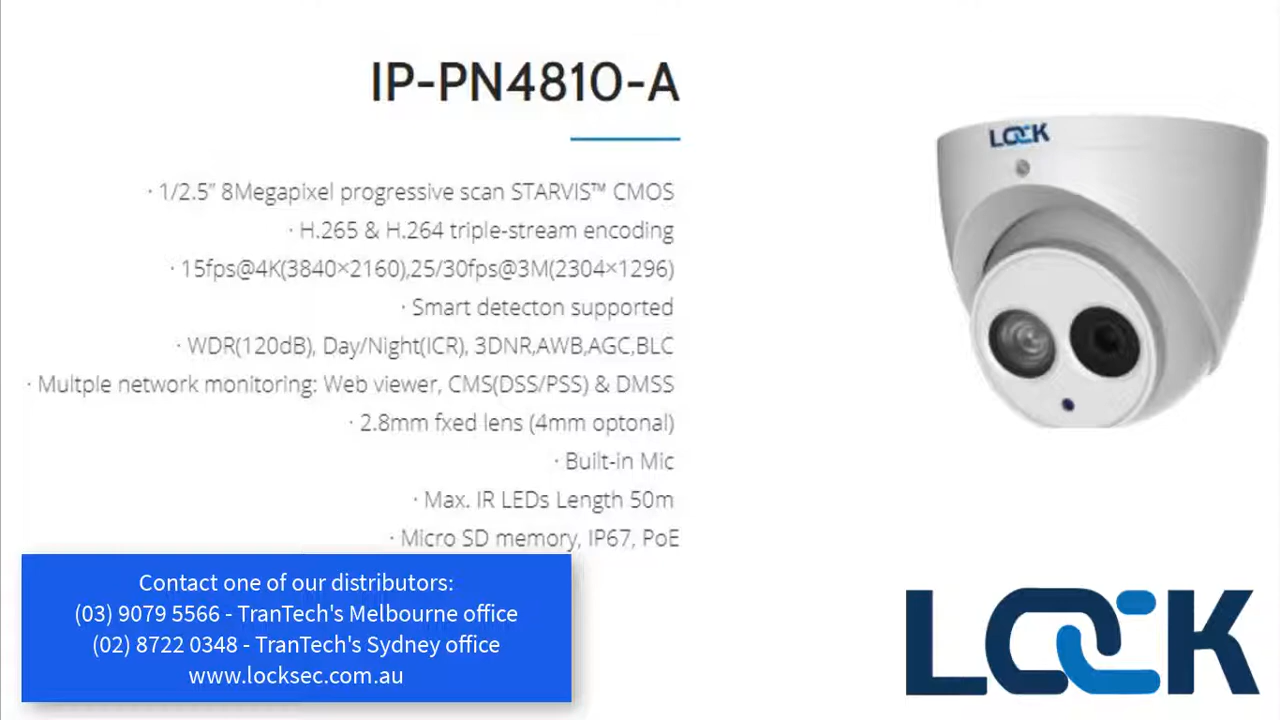 IP-PN4810-A
· 1/2.5” 8Megapixel progressive scan STARVIS™ CMOS
· H.265 & H.264 triple-stream encoding
· 15fps@4K(3840×2160),25/30fps@3M(2304×1296)
· Smart detecton supported
· WDR(120dB), Day/Night(ICR), 3DNR,AWB,AGC,BLC
· Multple network monitoring: Web viewer, CMS(DSS/PSS) & DMSS
· 2.8mm fxed lens (4mm optonal)
· Built-in Mic
· Max. IR LEDs Length 50m
· Micro SD memory, IP67, PoE
LOCK
Contact one of our distributors:
(03) 9079 5566 - TranTech's Melbourne office
(02) 8722 0348 - TranTech's Sydney office
www.locksec.com.au
LOCK